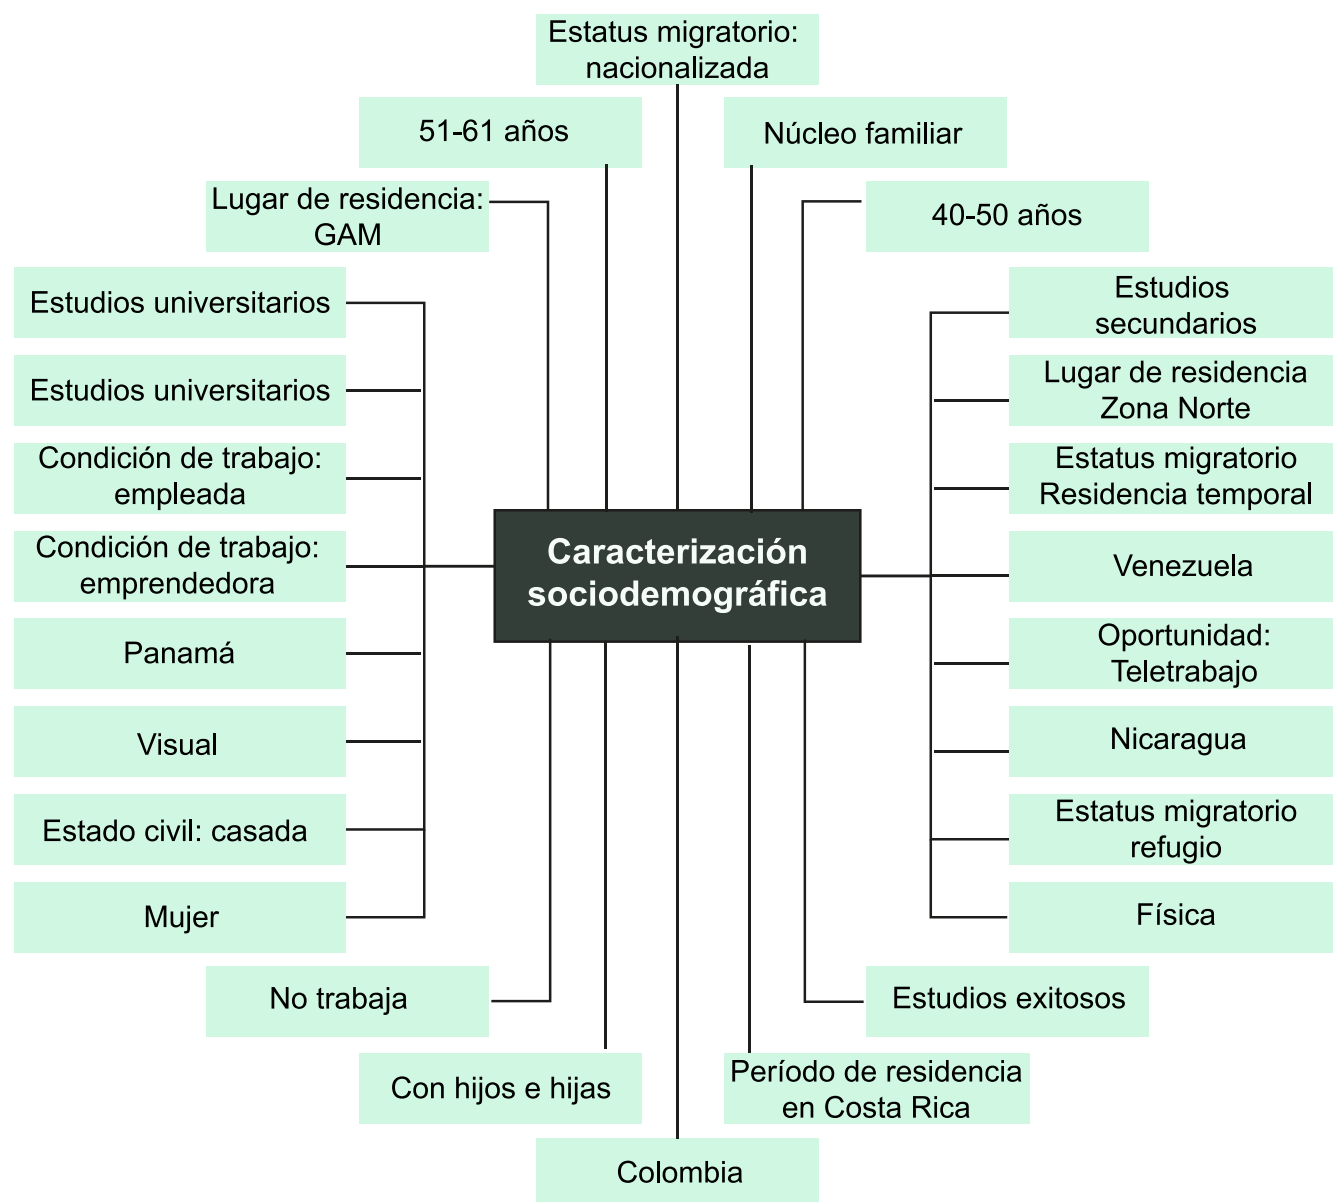 Estatus migratorio:
nacionalizada
51-61 años
Núcleo familiar
Lugar de residencia:
GAM
40-50 años
Estudios universitarios
Estudios
secundarios
Estudios universitarios
Lugar de residencia
Zona Norte
Condición de trabajo:
empleada
Estatus migratorio
Residencia temporal
Condición de trabajo:
emprendedora
Caracterización
sociodemográfica
Venezuela
Panamá
Oportunidad:
Teletrabajo
Visual
Nicaragua
Estado civil: casada
Estatus migratorio
refugio
Mujer
Física
No trabaja
Estudios exitosos
Con hijos e hijas
Período de residencia
en Costa Rica
Colombia